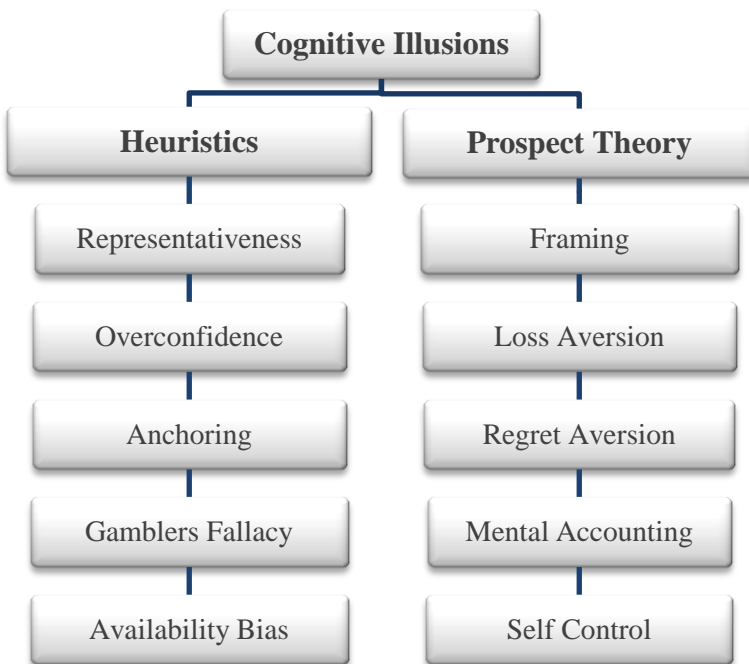 Cognitive Illusions
Heuristics
Representativeness
Overconfidence
Anchoring
Gamblers Fallacy
Availability Bias
Prospect Theory
Framing
Loss Aversion
Regret Aversion
Mental Accounting
Self Control